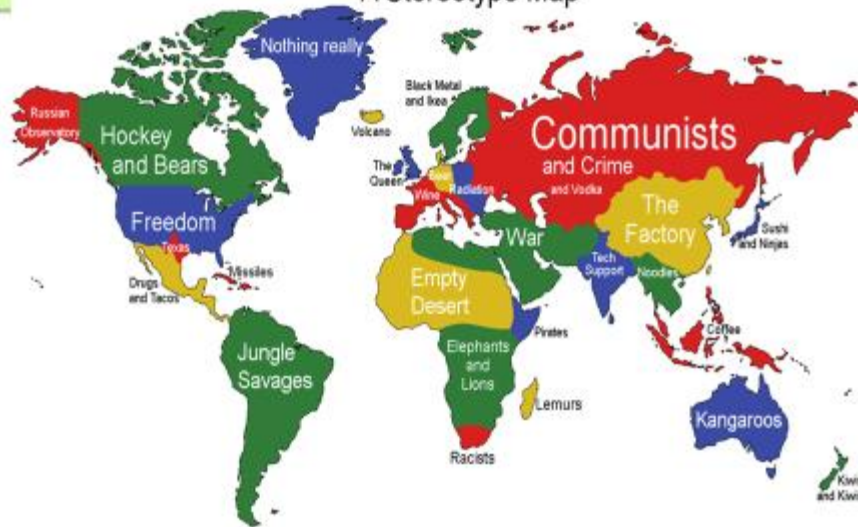 A Stereotype Map
Nothing really
Black Metal
and Ikea
Russian
Observatory
Hockey
and Bears
Volcano
Communists
and Crime
and Vodka
The
Queen
Beer
Radiation
Wine
The
Factory
Freedom
Texas
War
Sushi
and Ninjas
Tech
Support
Noodles
Missiles
Drugs
and Tacos
Empty
Desert
Pirates
Coffee
Elephants
and
Lions
Jungle
Savages
Lemurs
Kangaroos
Racists
Kiwi
and Kiwi